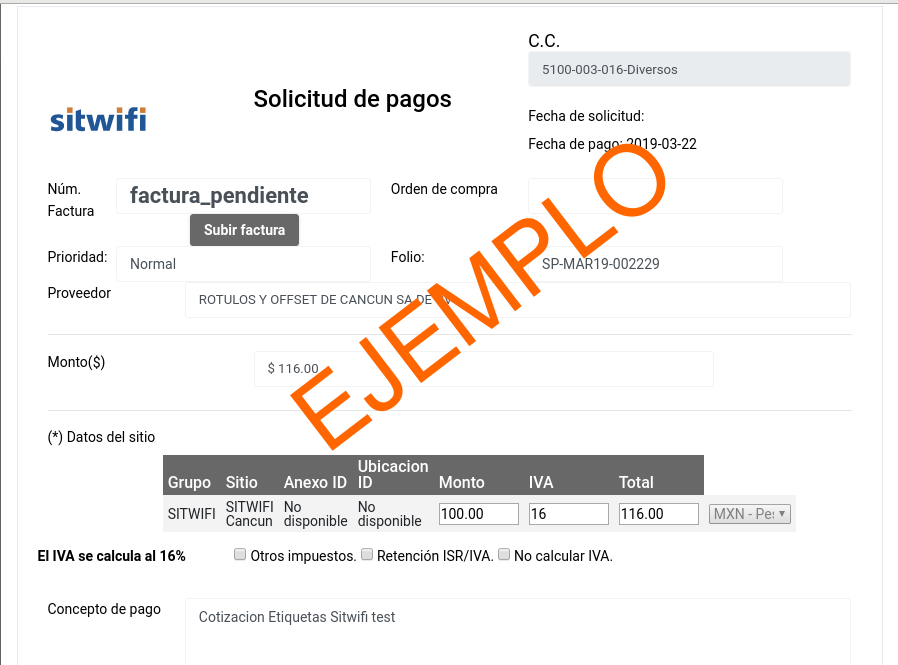 C.C.
5100-003-016-Diversos
Solicitud de pagos
sitwifi
Fecha de solicitud:
Fecha de pago: 2019-03-22
Núm. Factura
factura_pendiente
Orden de compra
Subir factura
Prioridad:
Normal
Folio:
SP-MAR19-002229
Proveedor
ROTULOS Y OFFSET DE CANCUN SA DE
EJEMPLO
Monto($)
$ 116.00
(*) Datos del sitio
Grupo Sitio Anexo ID Ubicacion ID Monto IVA Total
SITWIFI SITWIFI Cancun No disponible No disponible 100.00 16 116.00 MXN - Pe
El IVA se calcula al 16% Otros impuestos. Retención ISR/IVA. No calcular IVA.
Concepto de pago
Cotizacion Etiquetas Sitwifi test